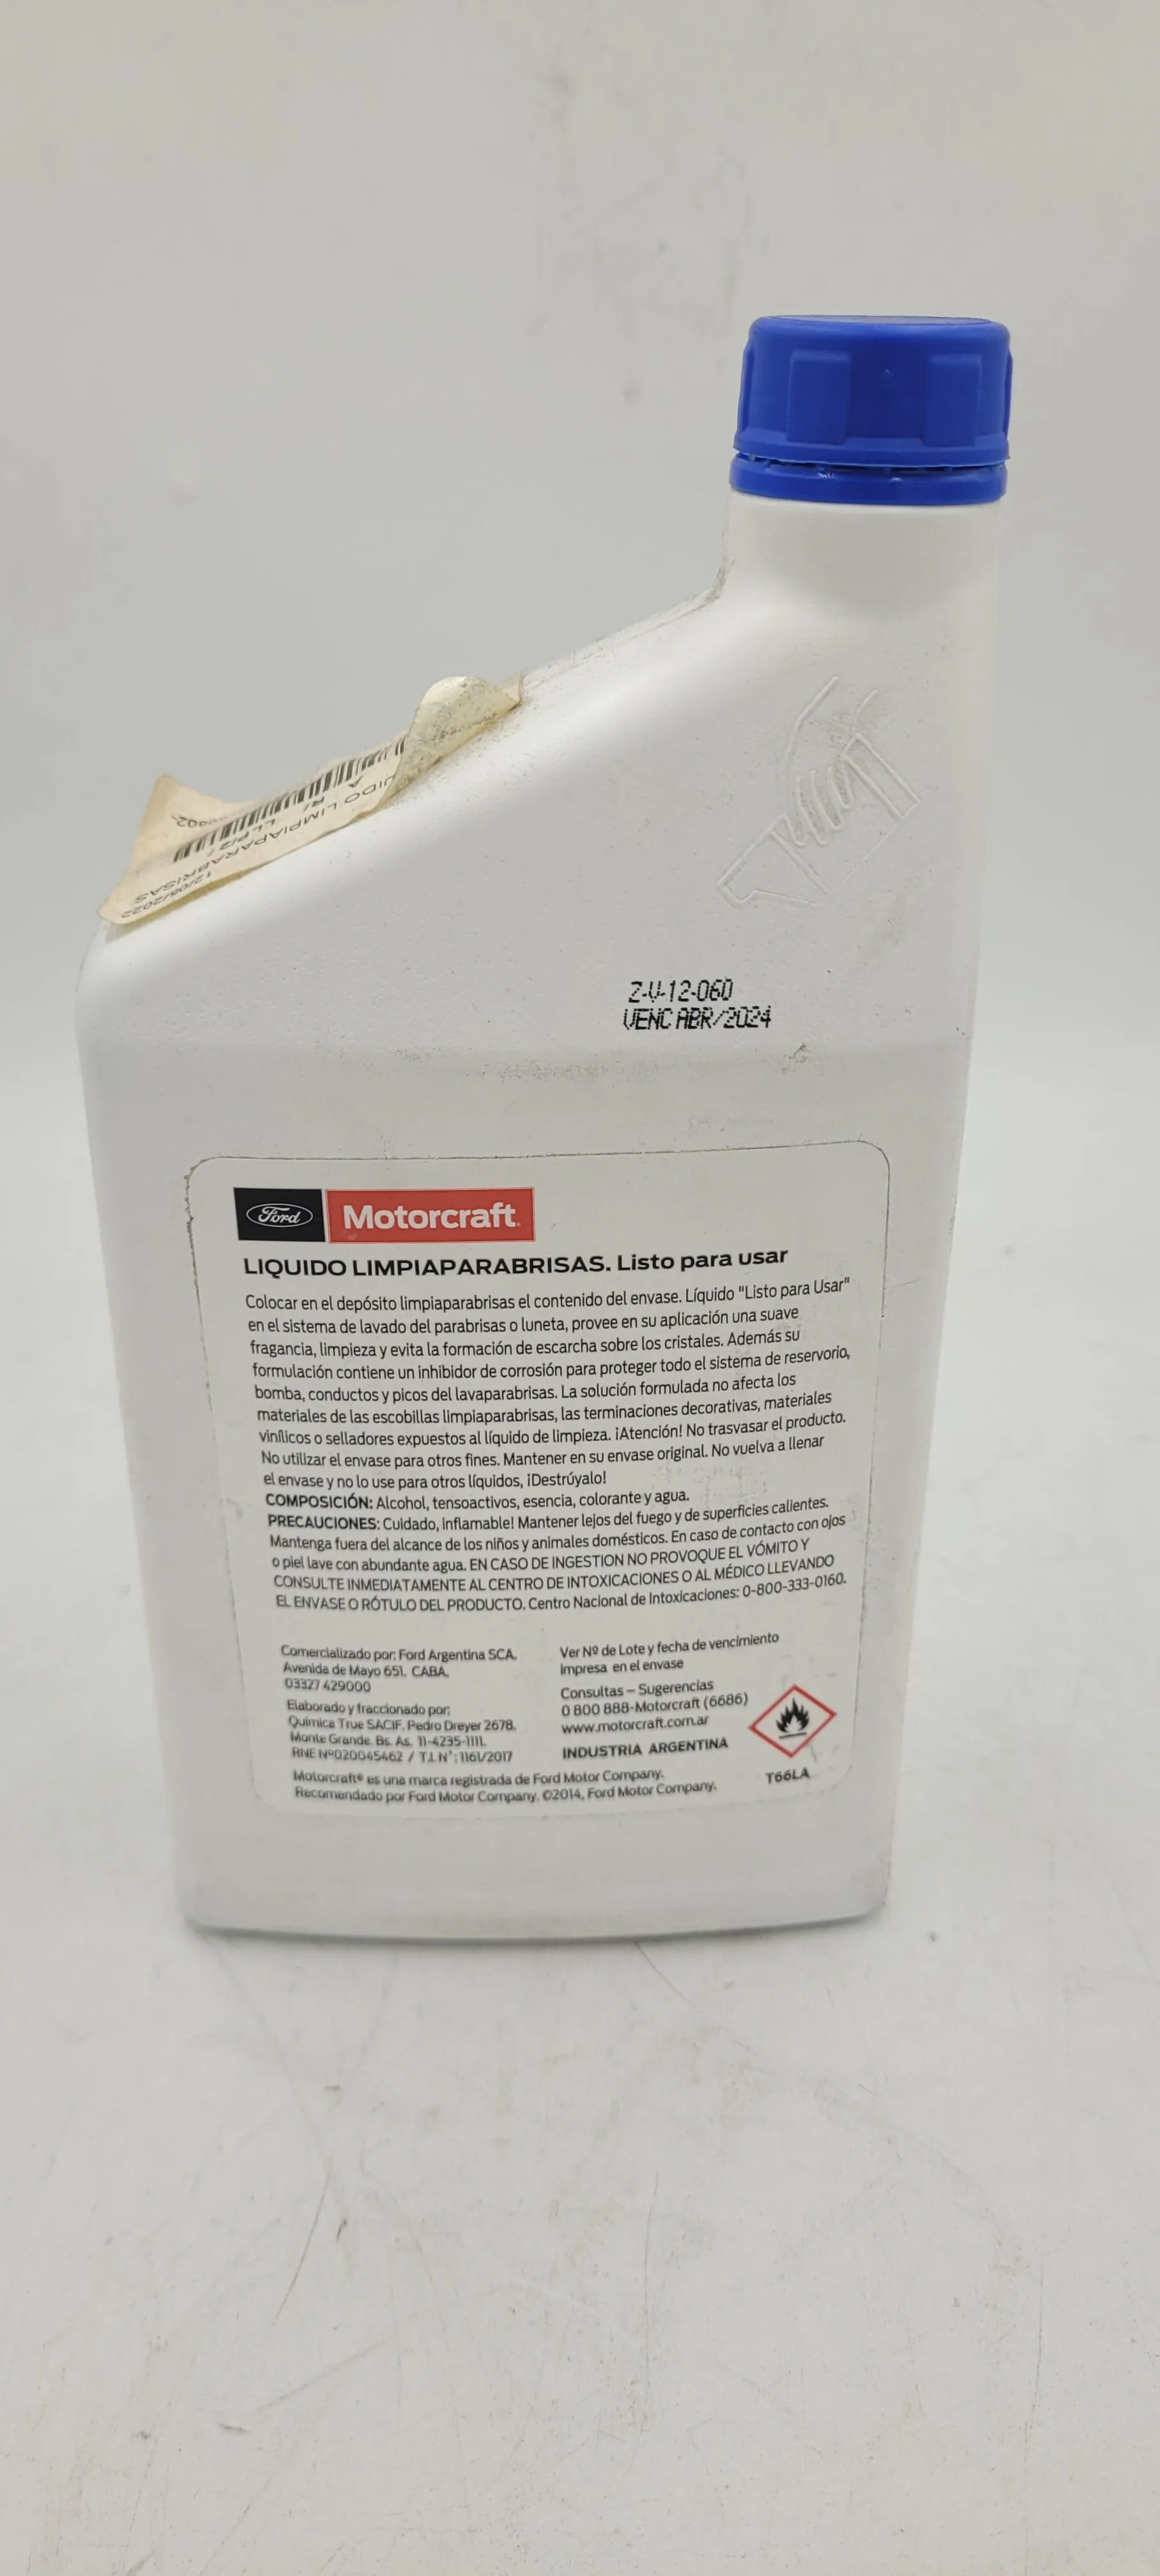 12/09/2022
LIQUIDO LIMPIAPARABRISAS
Z-V-12-060
VENC ABR/2024
Ford Motorcraft
LIQUIDO LIMPIAPARABRISAS. Listo para usar
Colocar en el depósito limpiaparabrisas el contenido del envase. Líquido "Listo para Usar"
en el sistema de lavado del parabrisas o luneta, provee en su aplicación una suave
fragancia, limpieza y evita la formación de escarcha sobre los cristales. Además su
formulación contiene un inhibidor de corrosión para proteger todo el sistema de reservorio,
bomba, conductos y picos del lavaparabrisas. La solución formulada no afecta los
materiales de las escobillas limpiaparabrisas, las terminaciones decorativas, materiales
vinílicos o selladores expuestos al líquido de limpieza. ¡Atención! No trasvasar el producto.
No utilizar el envase para otros fines. Mantener en su envase original. No vuelva a llenar
el envase y no lo use para otros líquidos, ¡Destrúyalo!
COMPOSICIÓN: Alcohol, tensoactivos, esencia, colorante y agua.
PRECAUCIONES: Cuidado, inflamable! Mantener lejos del fuego y de superficies calientes.
Mantenga fuera del alcance de los niños y animales domésticos. En caso de contacto con ojos
o piel lave con abundante agua. EN CASO DE INGESTION NO PROVOQUE EL VÓMITO Y
CONSULTE INMEDIATAMENTE AL CENTRO DE INTOXICACIONES O AL MÉDICO LLEVANDO
EL ENVASE O RÓTULO DEL PRODUCTO. Centro Nacional de Intoxicaciones: 0-800-333-0160.
Comercializado por: Ford Argentina SCA.
Avenida de Mayo 651. CABA.
03327 429000
Elaborado y fraccionado por:
Química True SACIF. Pedro Dreyer 2678.
Monte Grande. Bs. As. 11-4235-1111.
RNE Nº020045462 / T.I. N°: 1161/2017
Ver Nº de Lote y fecha de vencimiento
impresa en el envase
Consultas – Sugerencias
0 800 888-Motorcraft (6686)
www.motorcraft.com.ar
INDUSTRIA ARGENTINA
T66LA
Motorcraft® es una marca registrada de Ford Motor Company.
Recomendado por Ford Motor Company. ©2014, Ford Motor Company.